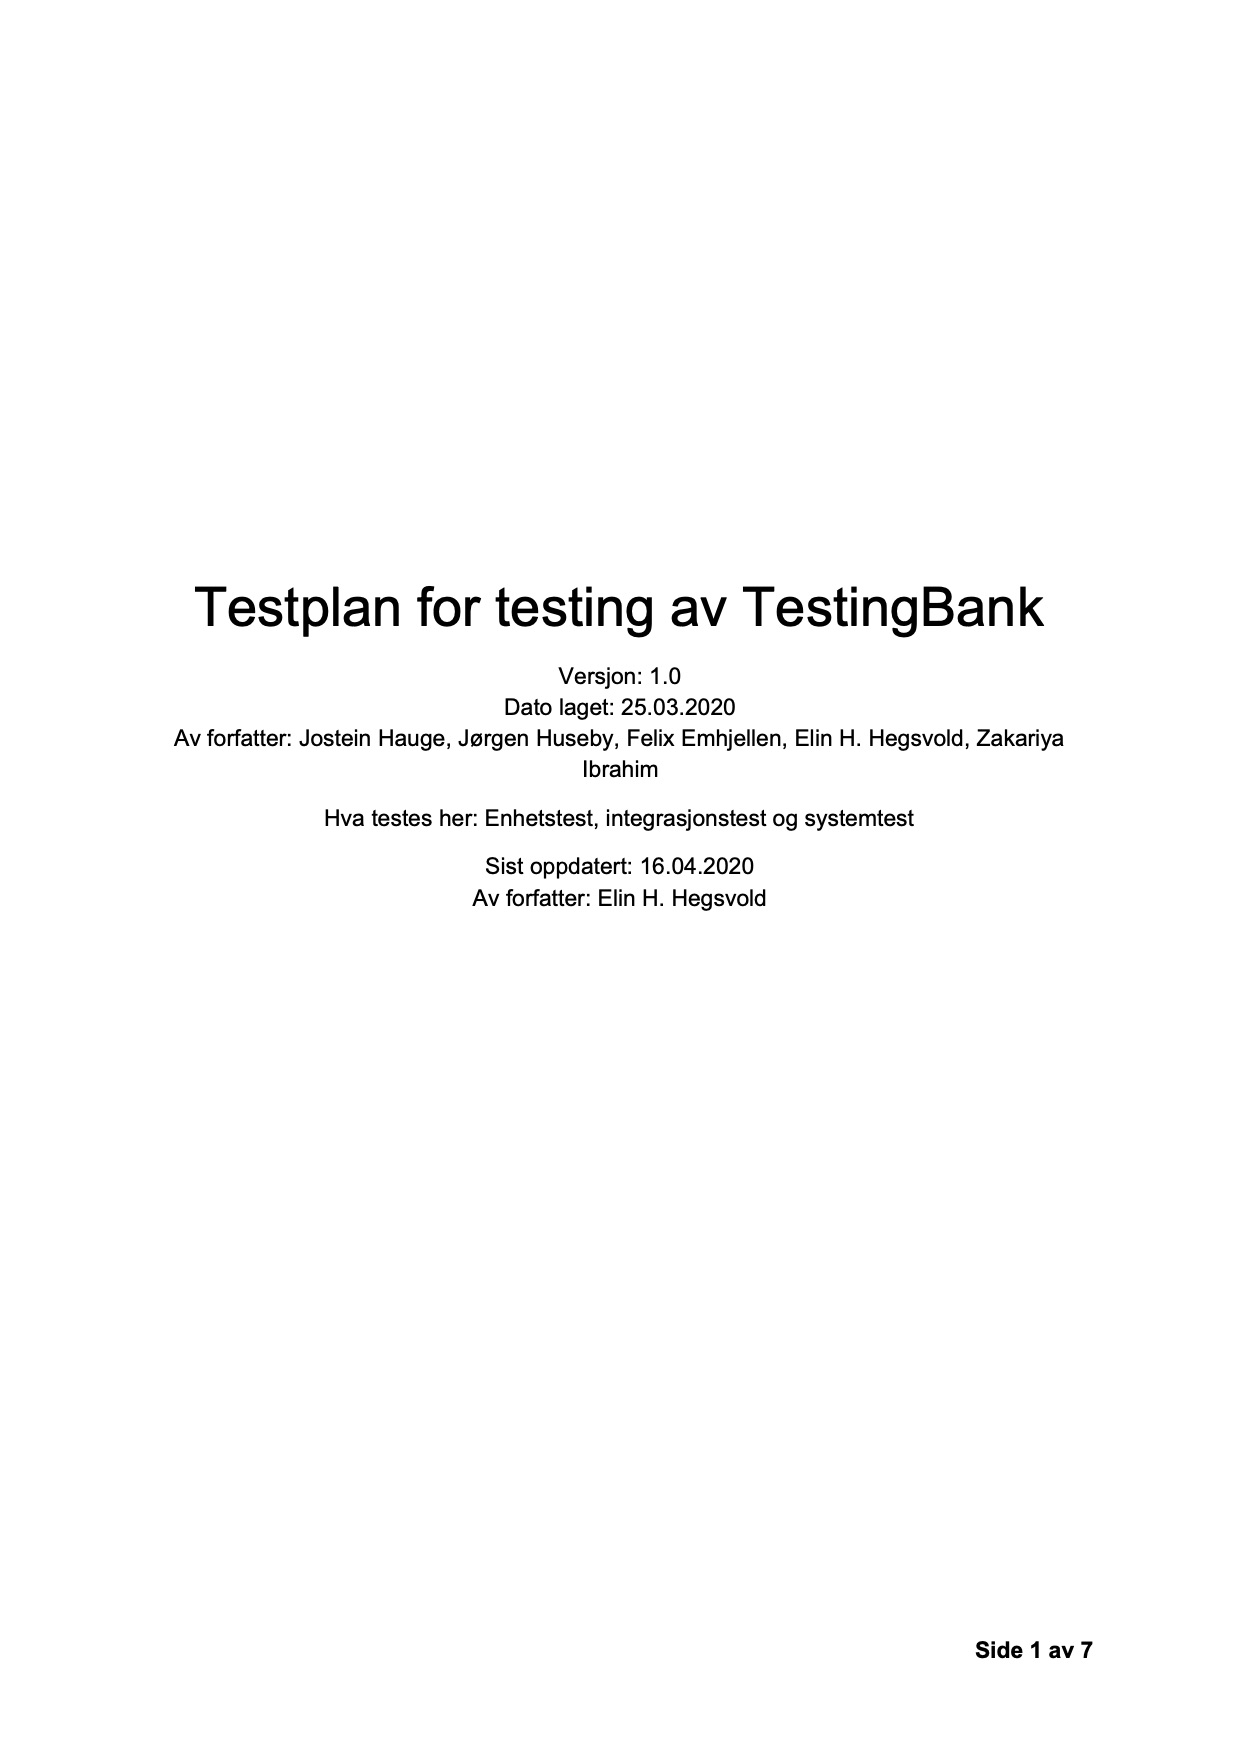 Testplan for testing av TestingBank
Versjon: 1.0
Dato laget: 25.03.2020
Av forfatter: Jostein Hauge, Jørgen Huseby, Felix Emhjellen, Elin H. Hegsvold, Zakariya
Ibrahim
Hva testes her: Enhetstest, integrasjonstest og systemtest
Sist oppdatert: 16.04.2020
Av forfatter: Elin H. Hegsvold
Side 1 av 7